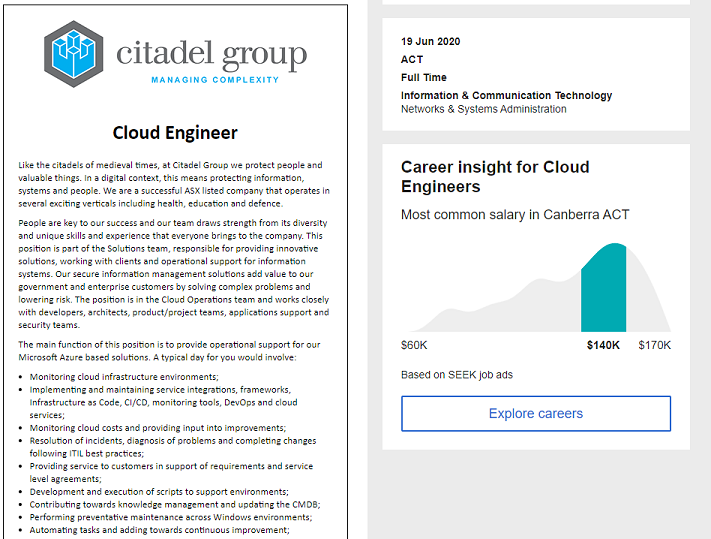 citadel group
MANAGING COMPLEXITY
Cloud Engineer
Like the citadels of medieval times, at Citadel Group we protect people and
valuable things. In a digital context, this means protecting information,
systems and people. We are a successful ASX listed company that operates in
several exciting verticals including health, education and defence.
People are key to our success and our team draws strength from its diversity
and unique skills and experience that everyone brings to the company. This
position is part of the Solutions team, responsible for providing innovative
solutions, working with clients and operational support for information
systems. Our secure information management solutions add value to our
government and enterprise customers by solving complex problems and
lowering risk. The position is in the Cloud Operations team and works closely
with developers, architects, product/project teams, applications support and
security teams.
The main function of this position is to provide operational support for our
Microsoft Azure based solutions. A typical day for you would involve:
• Monitoring cloud infrastructure environments;
• Implementing and maintaining service integrations, frameworks,
Infrastructure as Code, CI/CD, monitoring tools, DevOps and cloud
services;
• Monitoring cloud costs and providing input into improvements;
• Resolution of incidents, diagnosis of problems and completing changes
following ITIL best practices;
• Providing service to customers in support of requirements and service
level agreements;
• Development and execution of scripts to support environments;
• Contributing towards knowledge management and updating the CMDB;
• Performing preventative maintenance across Windows environments;
• Automating tasks and adding towards continuous improvement;
19 Jun 2020
ACT
Full Time
Information & Communication Technology
Networks & Systems Administration
Career insight for Cloud
Engineers
Most common salary in Canberra ACT
$60K $140K $170K
Based on SEEK job ads
Explore careers